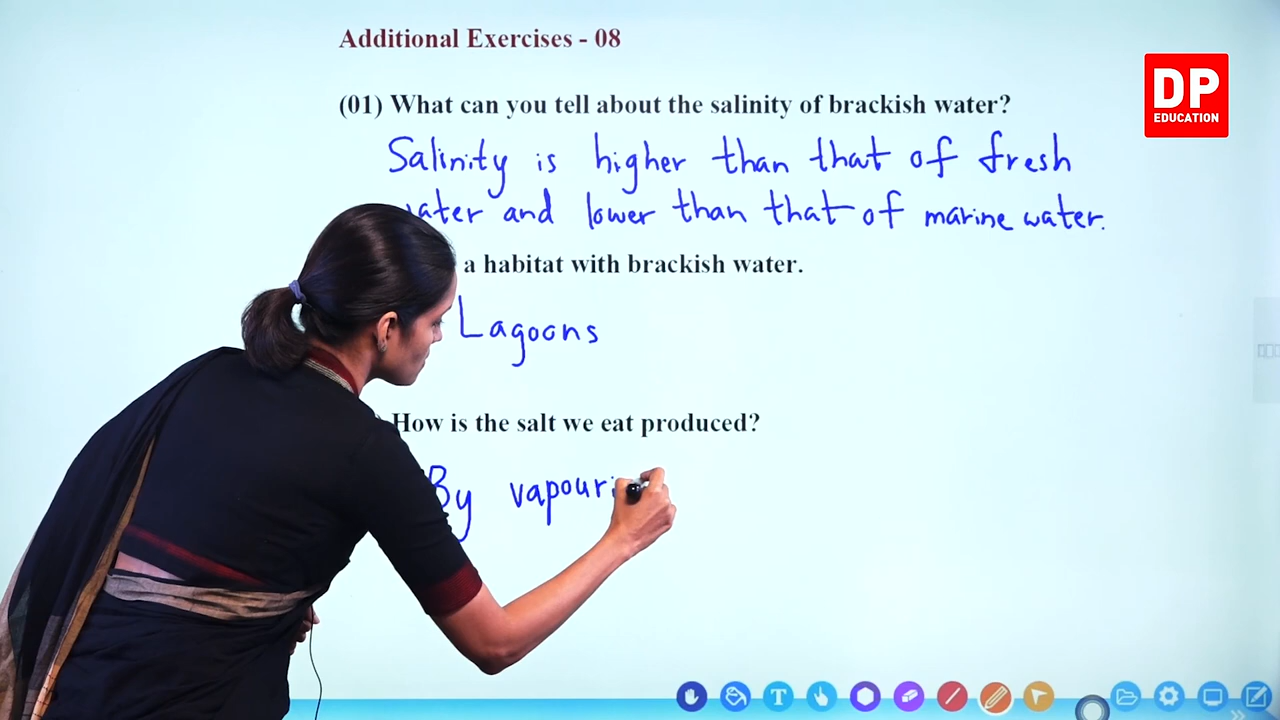 Additional Exercises - 08
DP
EDUCATION
(01) What can you tell about the salinity of brackish water?
Salinity is higher than that of fresh
water and lower than that of marine water.
a habitat with brackish water.
Lagoons
How is the salt we eat produced?
By vapouri